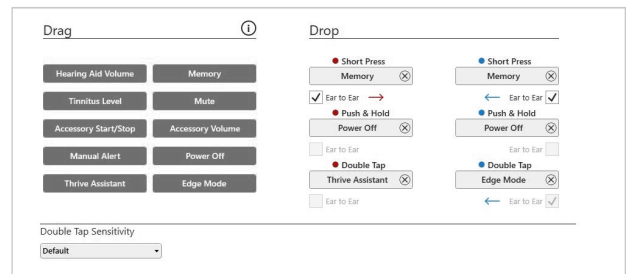 Drag
Drop
Hearing Aid Volume
Memory
Tinnitus Level
Mute
Accessory Start/Stop
Accessory Volume
Manual Alert
Power Off
Thrive Assistant
Edge Mode
Short Press
Memory
Ear to Ear
Push & Hold
Power Off
Ear to Ear
Double Tap
Thrive Assistant
Ear to Ear
Short Press
Memory
Ear to Ear
Push & Hold
Power Off
Ear to Ear
Double Tap
Edge Mode
Ear to Ear
Double Tap Sensitivity
Default